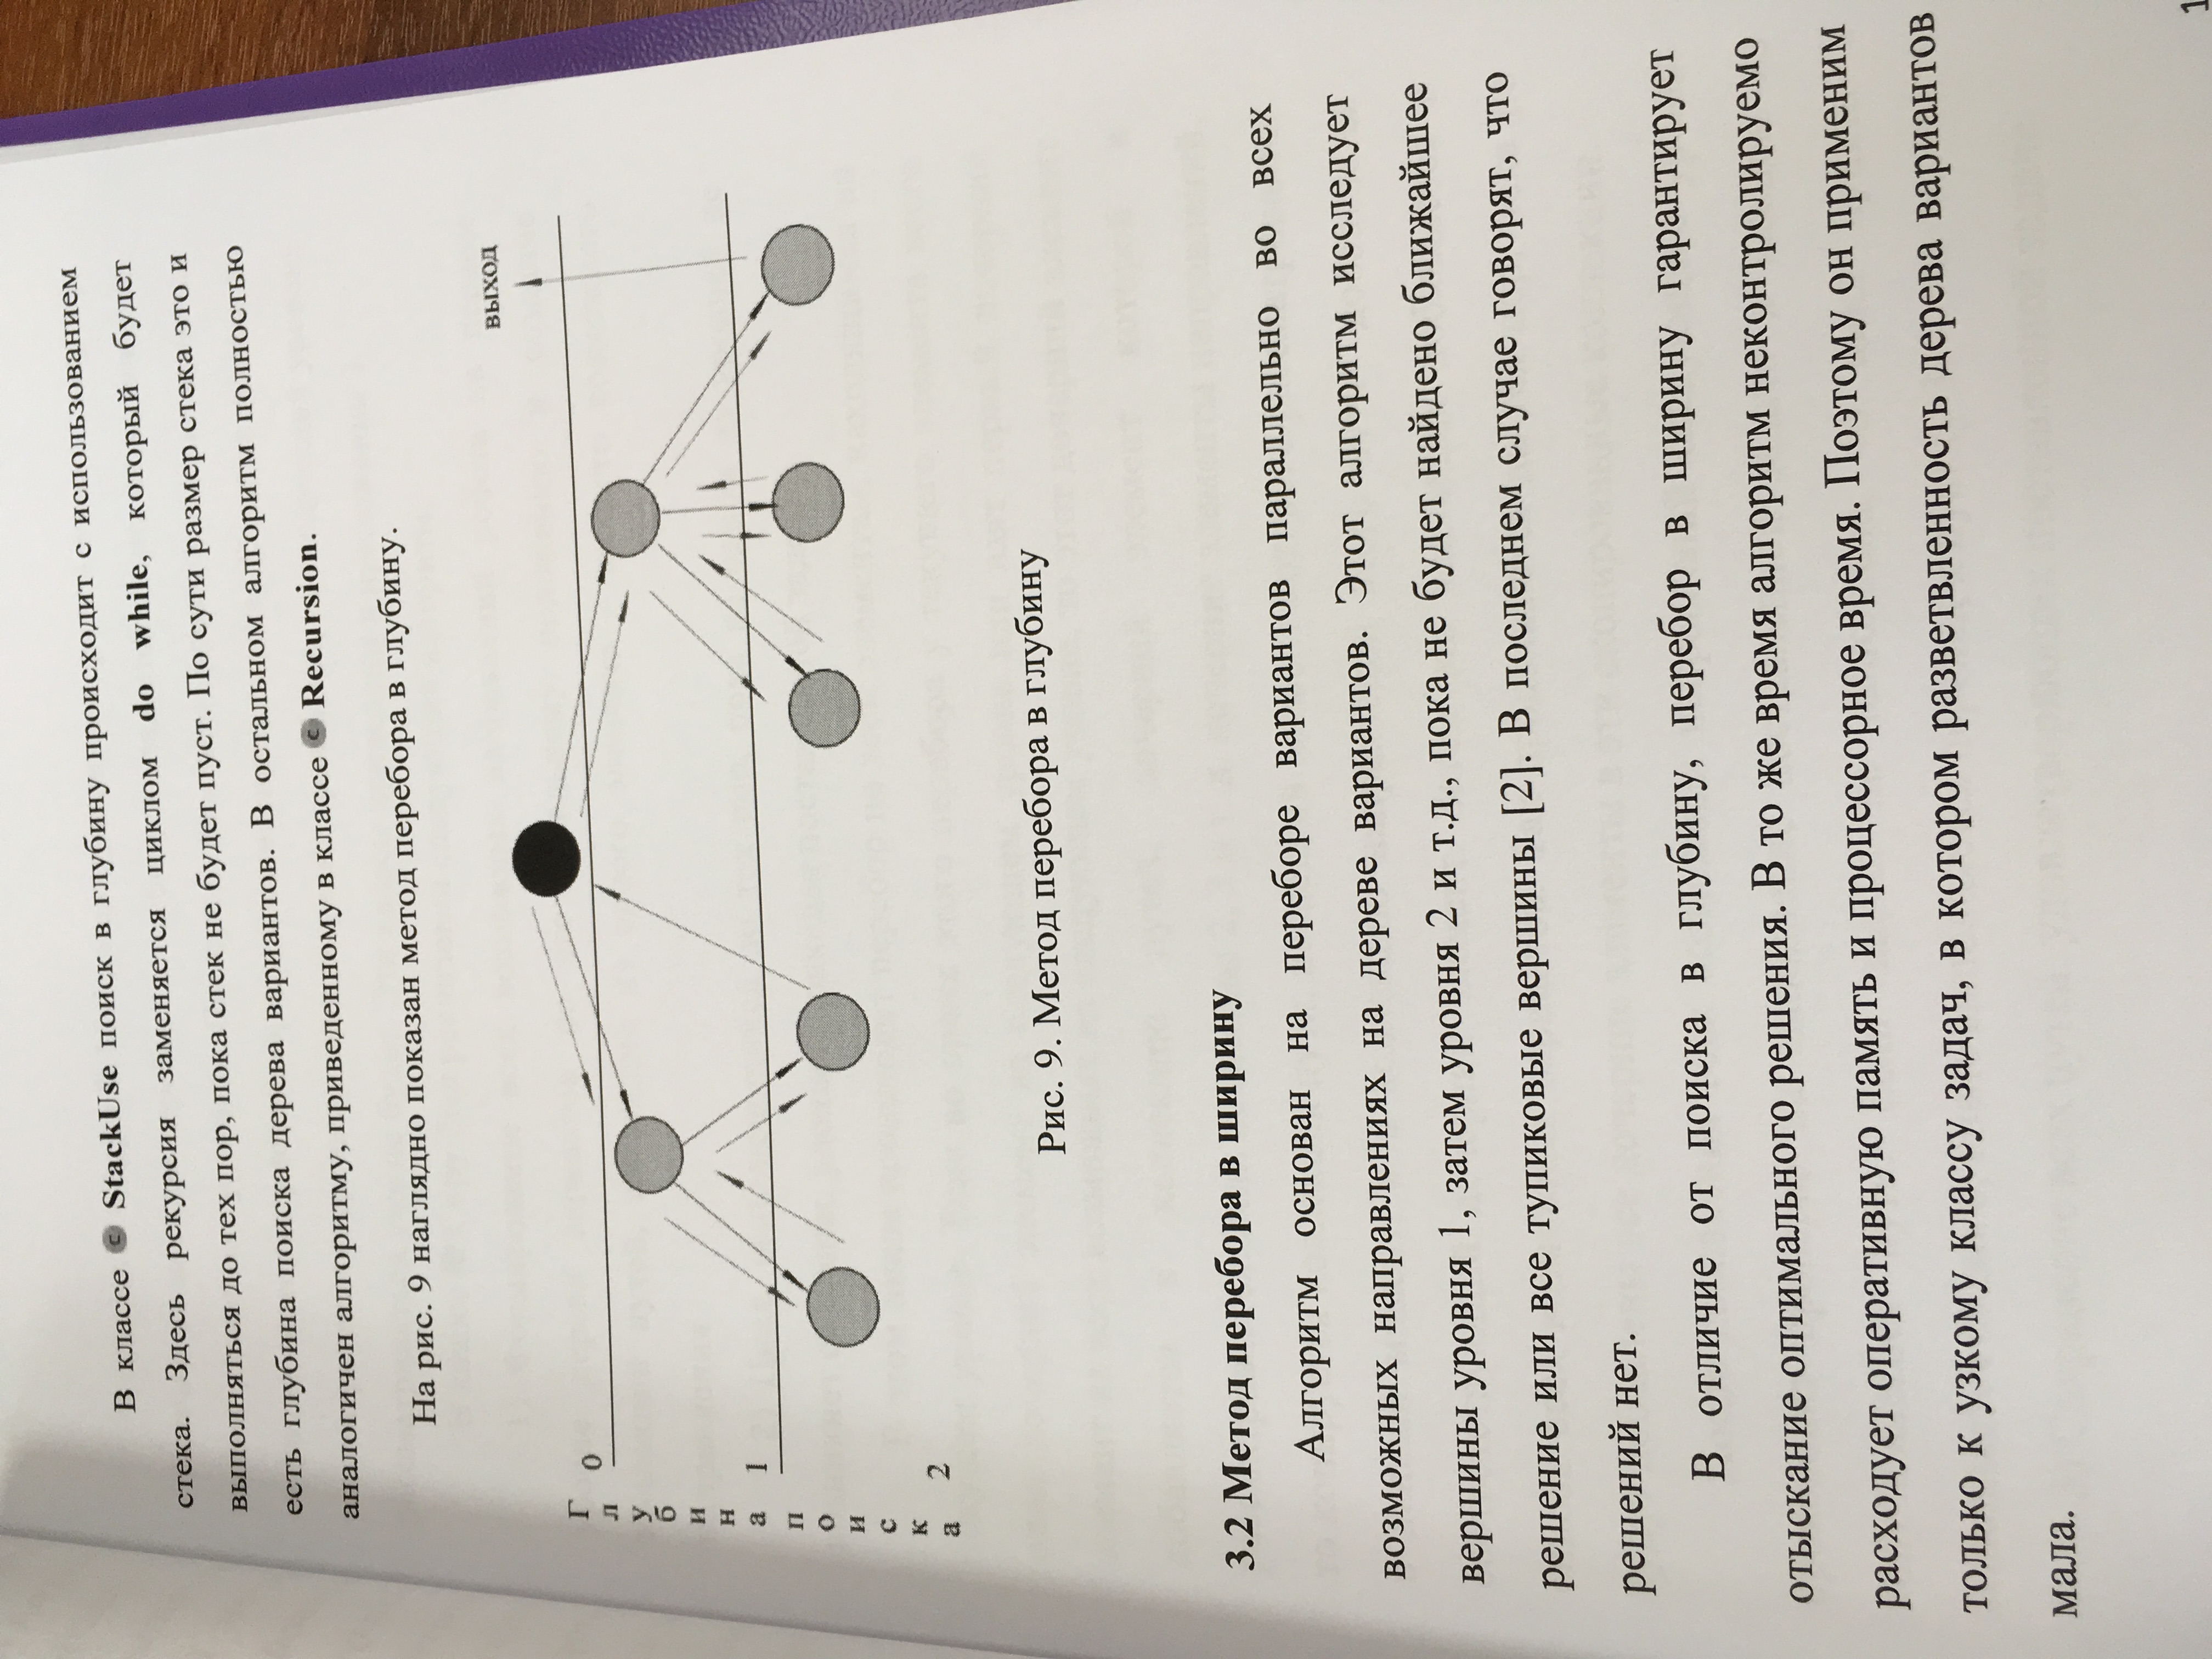 В классе C StackUse поиск в глубину происходит с использованием
стека. Здесь рекурсия заменяется циклом do while, который будет
выполняться до тех пор, пока стек не будет пуст. По сути размер стека это и
есть глубина поиска дерева вариантов. В остальном алгоритм полностью
аналогичен алгоритму, приведенному в классе C Recursion.
На рис. 9 наглядно показан метод перебора в глубину.
выход
Глубина поиска
0
1
2
Рис. 9. Метод перебора в глубину
3.2 Метод перебора в ширину
Алгоритм основан на переборе вариантов параллельно во всех
возможных направлениях на дереве вариантов. Этот алгоритм исследует
вершины уровня 1, затем уровня 2 и т.д., пока не будет найдено ближайшее
решение или все тупиковые вершины [2]. В последнем случае говорят, что
решений нет.
В отличие от поиска в глубину, перебор в ширину гарантирует
отыскание оптимального решения. В то же время алгоритм неконтролируемо
расходует оперативную память и процессорное время. Поэтому он применим
только к узкому классу задач, в котором разветвленность дерева вариантов
мала.